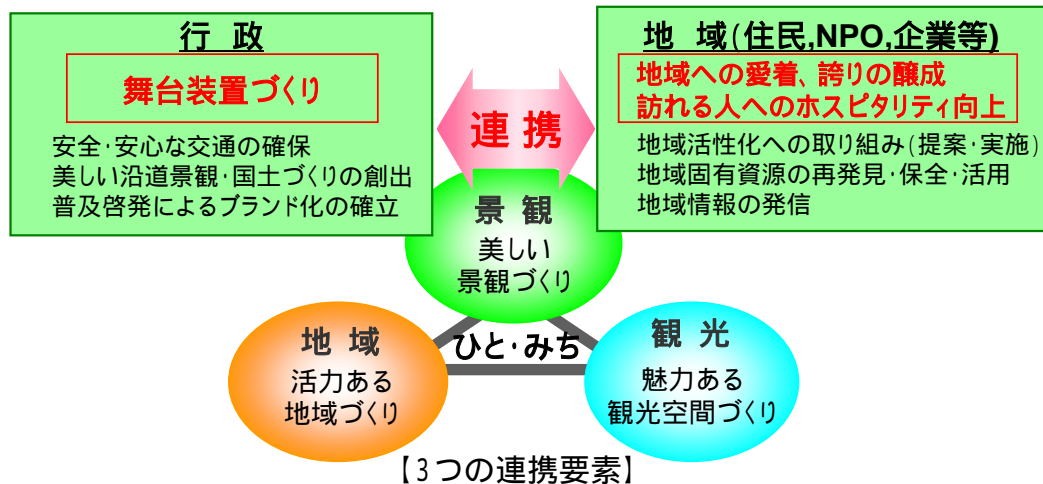 行 政
舞台装置づくり
安全･安心な交通の確保
美しい沿道景観･国土づくりの創出
普及啓発によるブランド化の確立
連 携
地 域(住民,NPO,企業等)
地域への愛着、誇りの醸成
訪れる人へのホスピタリティ向上
地域活性化への取り組み(提案･実施)
地域固有資源の再発見･保全･活用
地域情報の発信
景 観
美しい
景観づくり
地 域
活力ある
地域づくり
ひと･みち
観 光
魅力ある
観光空間づくり
【3つの連携要素】